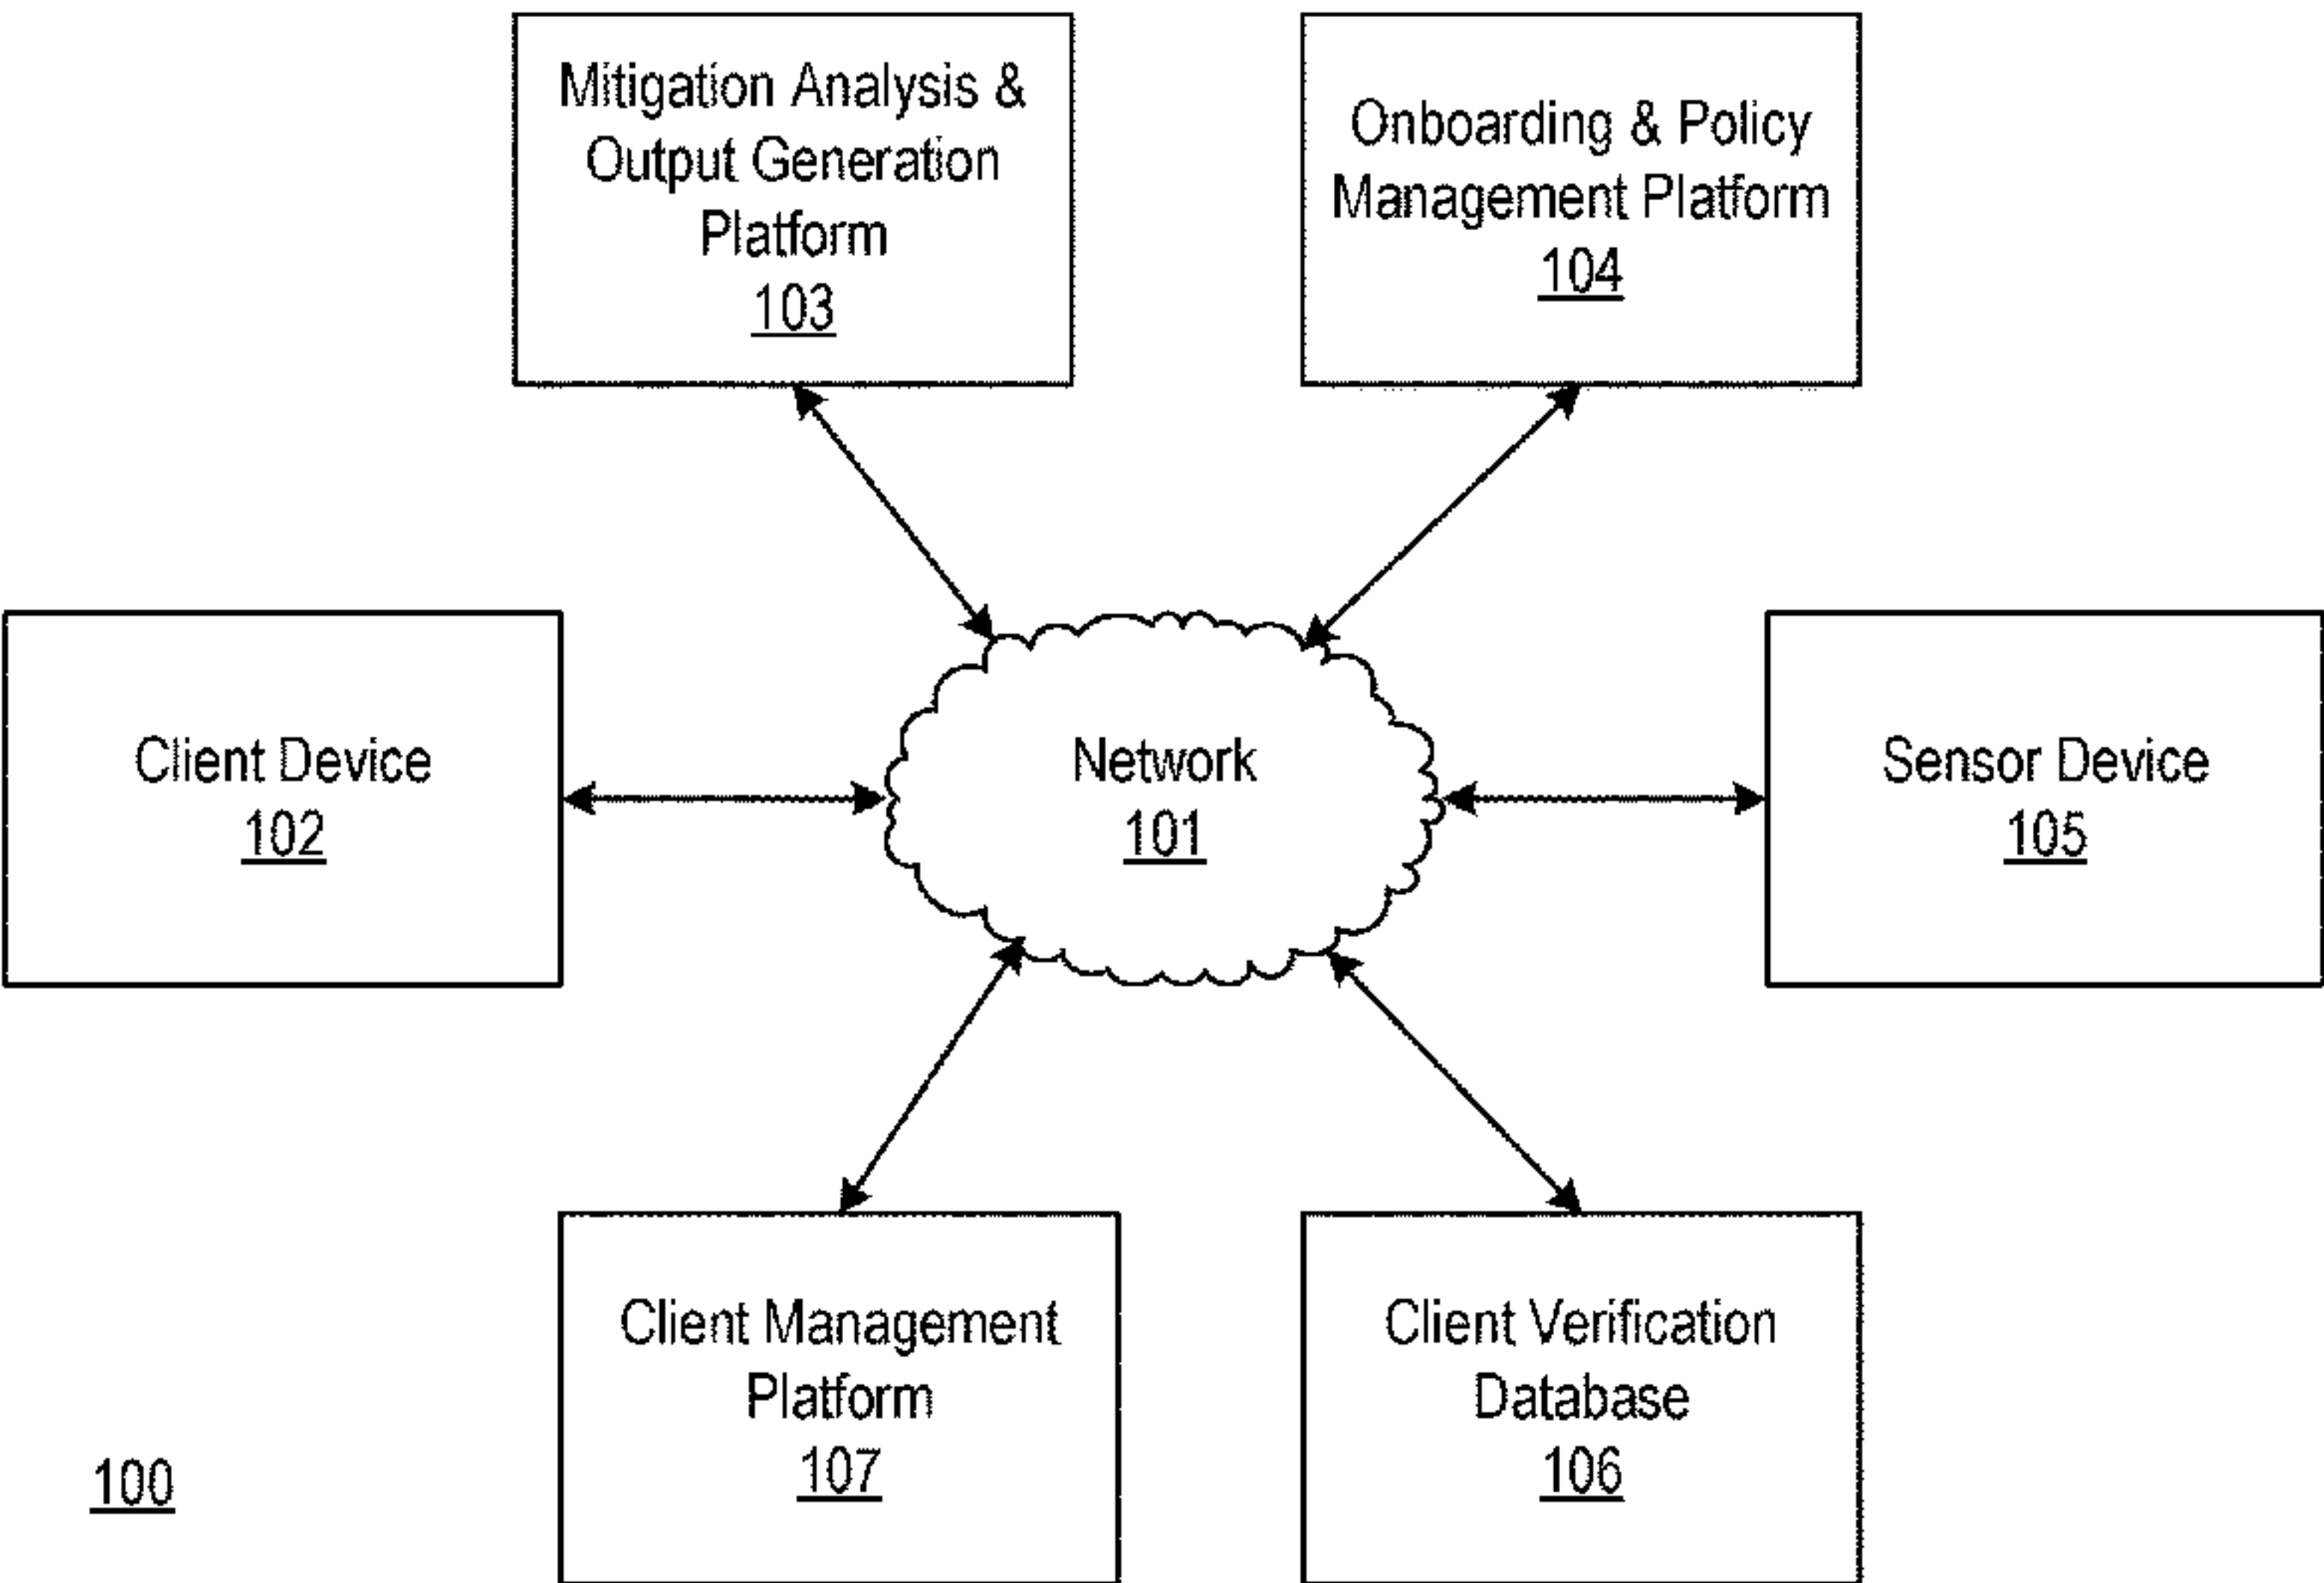 Mitigation Analysis &
Output Generation
Platform
103
Onboarding & Policy
Management Platform
104
Client Device
102
Network
101
Sensor Device
105
Client Management
Platform
107
Client Verification
Database
106
100